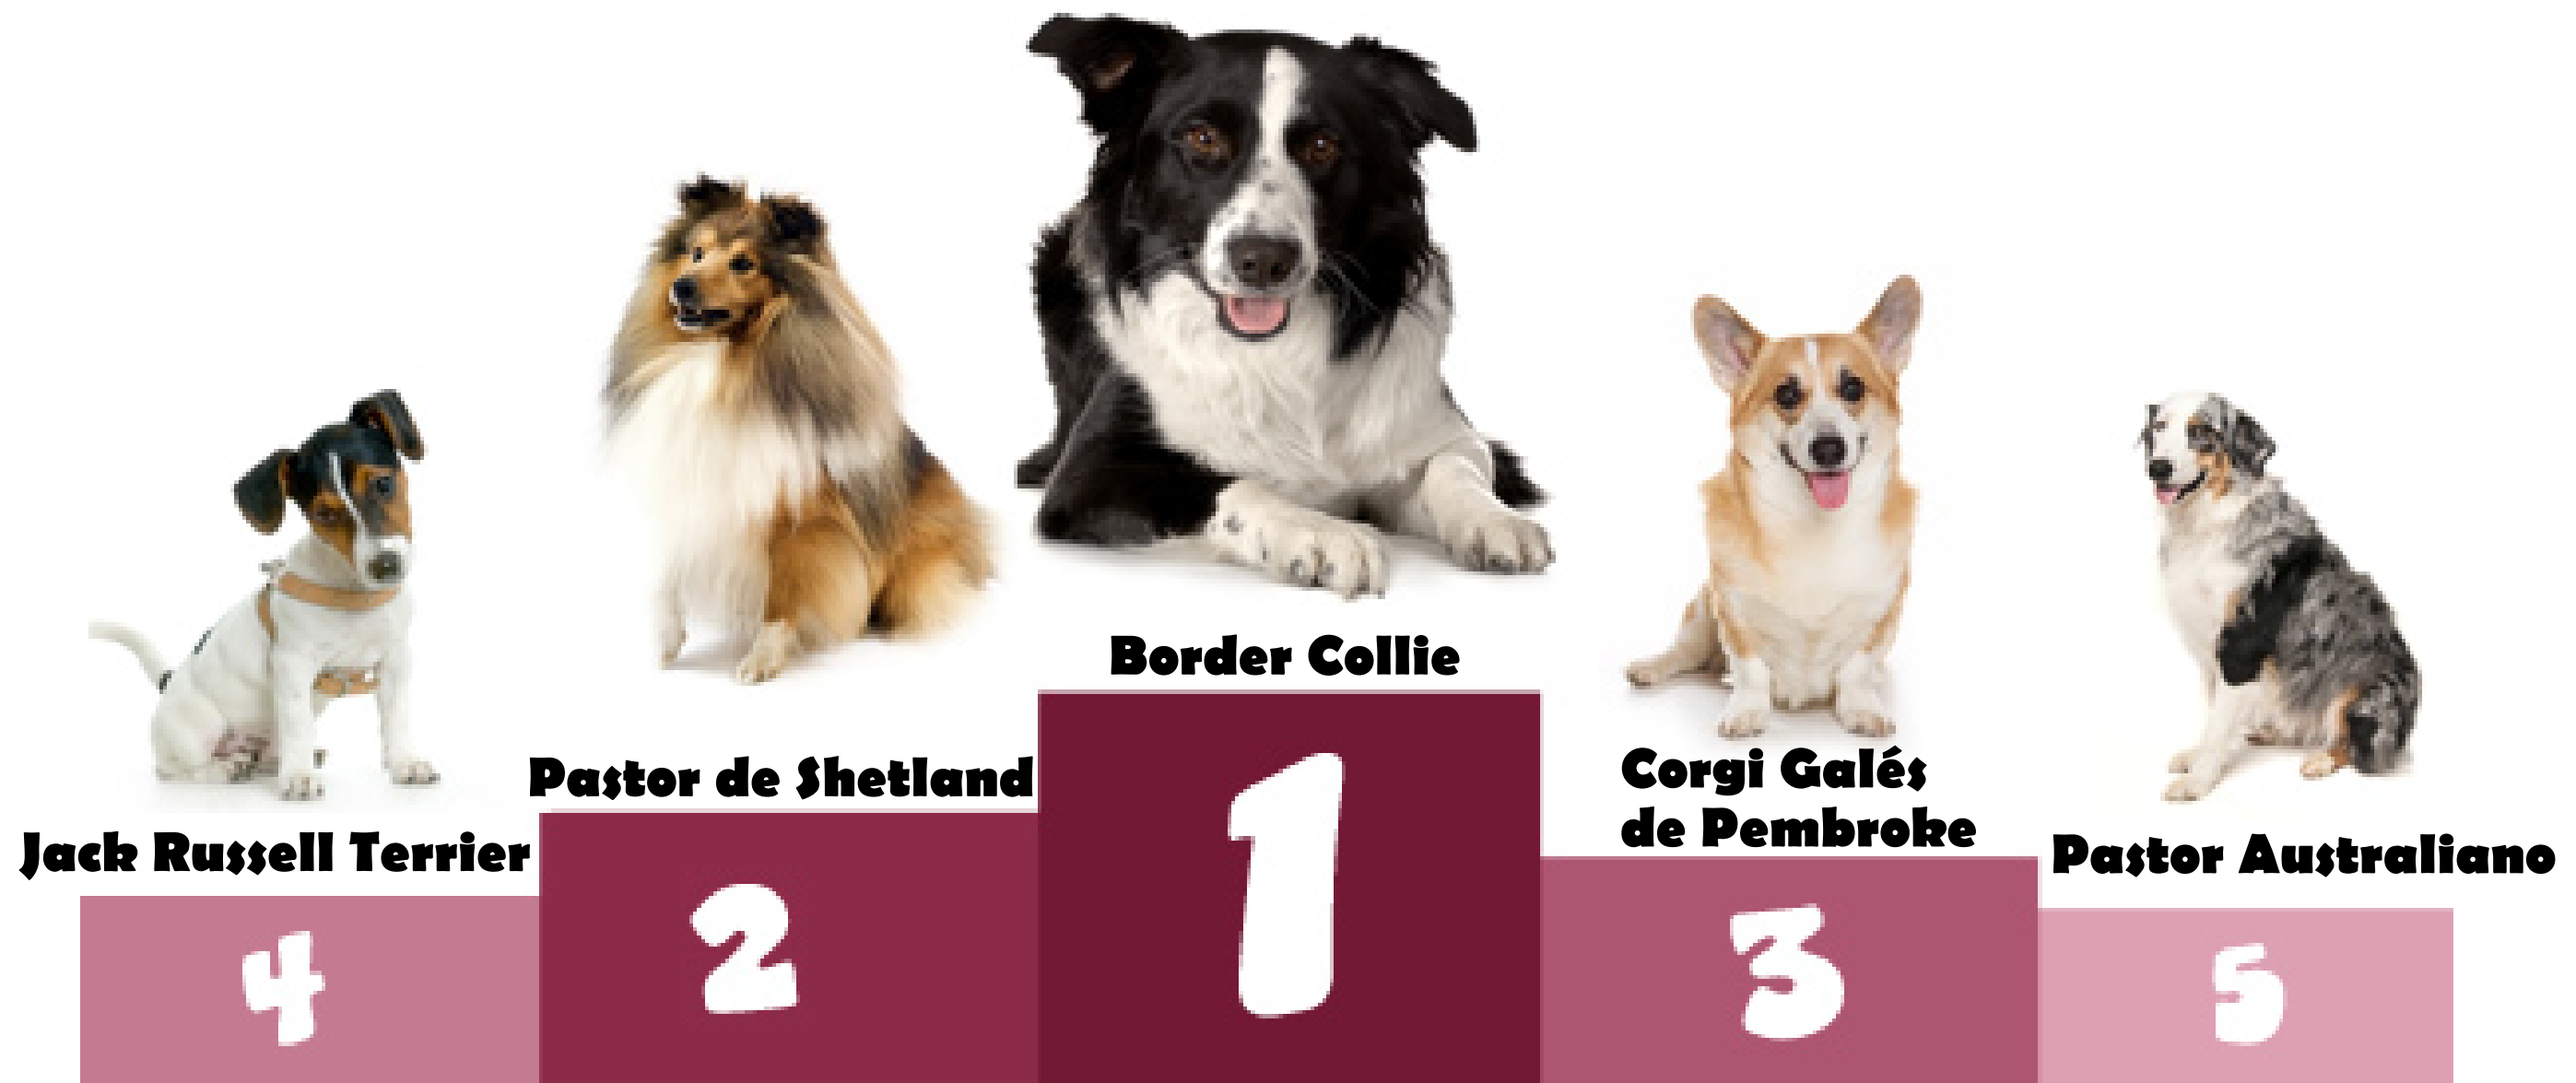 Border Collie
Pastor de Shetland
Corgi Galés
de Pembroke
Jack Russell Terrier
Pastor Australiano
4
2
1
3
5